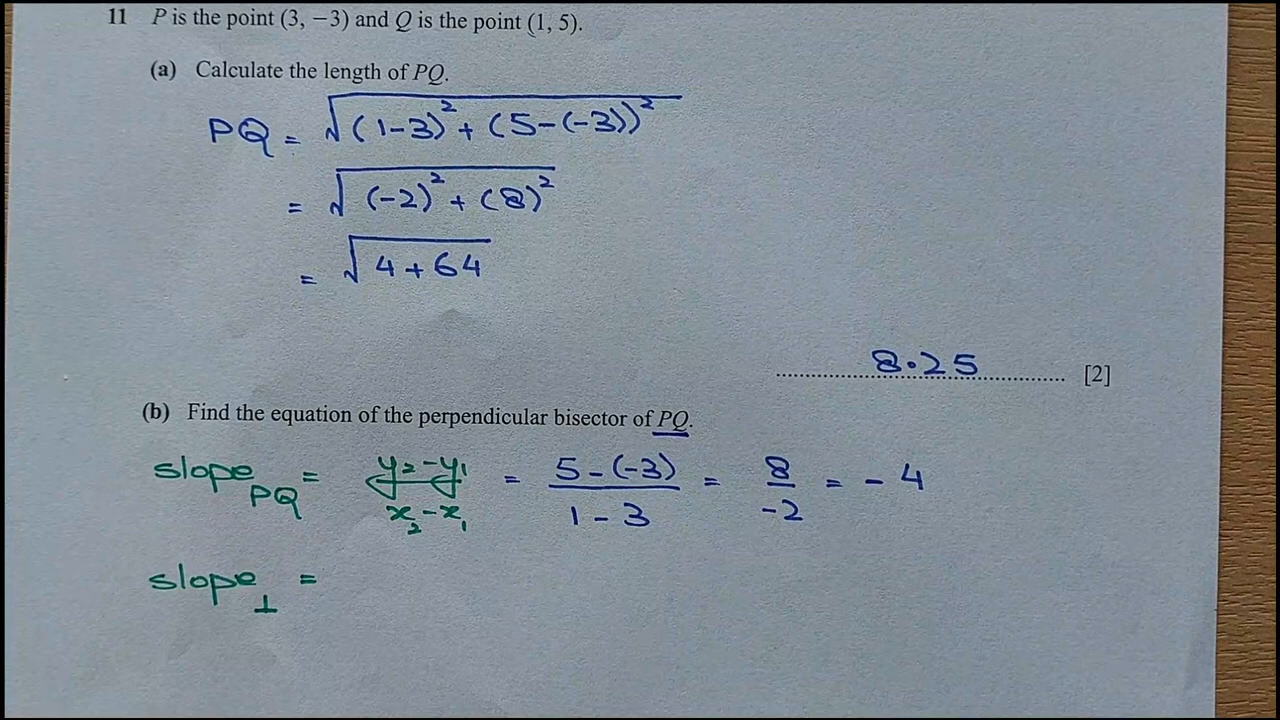 11 P is the point (3, −3) and Q is the point (1, 5).
(a) Calculate the length of PQ.
PQ = √((1-3)² + (5-(-3))²)
= √((-2)² + (8)²)
= √(4+64)
8.25 [2]
(b) Find the equation of the perpendicular bisector of PQ.
slope PQ = (y₂-y₁)/(x₂-x₁) = (5-(-3))/(1-3) = 8/-2 = -4
slope⊥ =